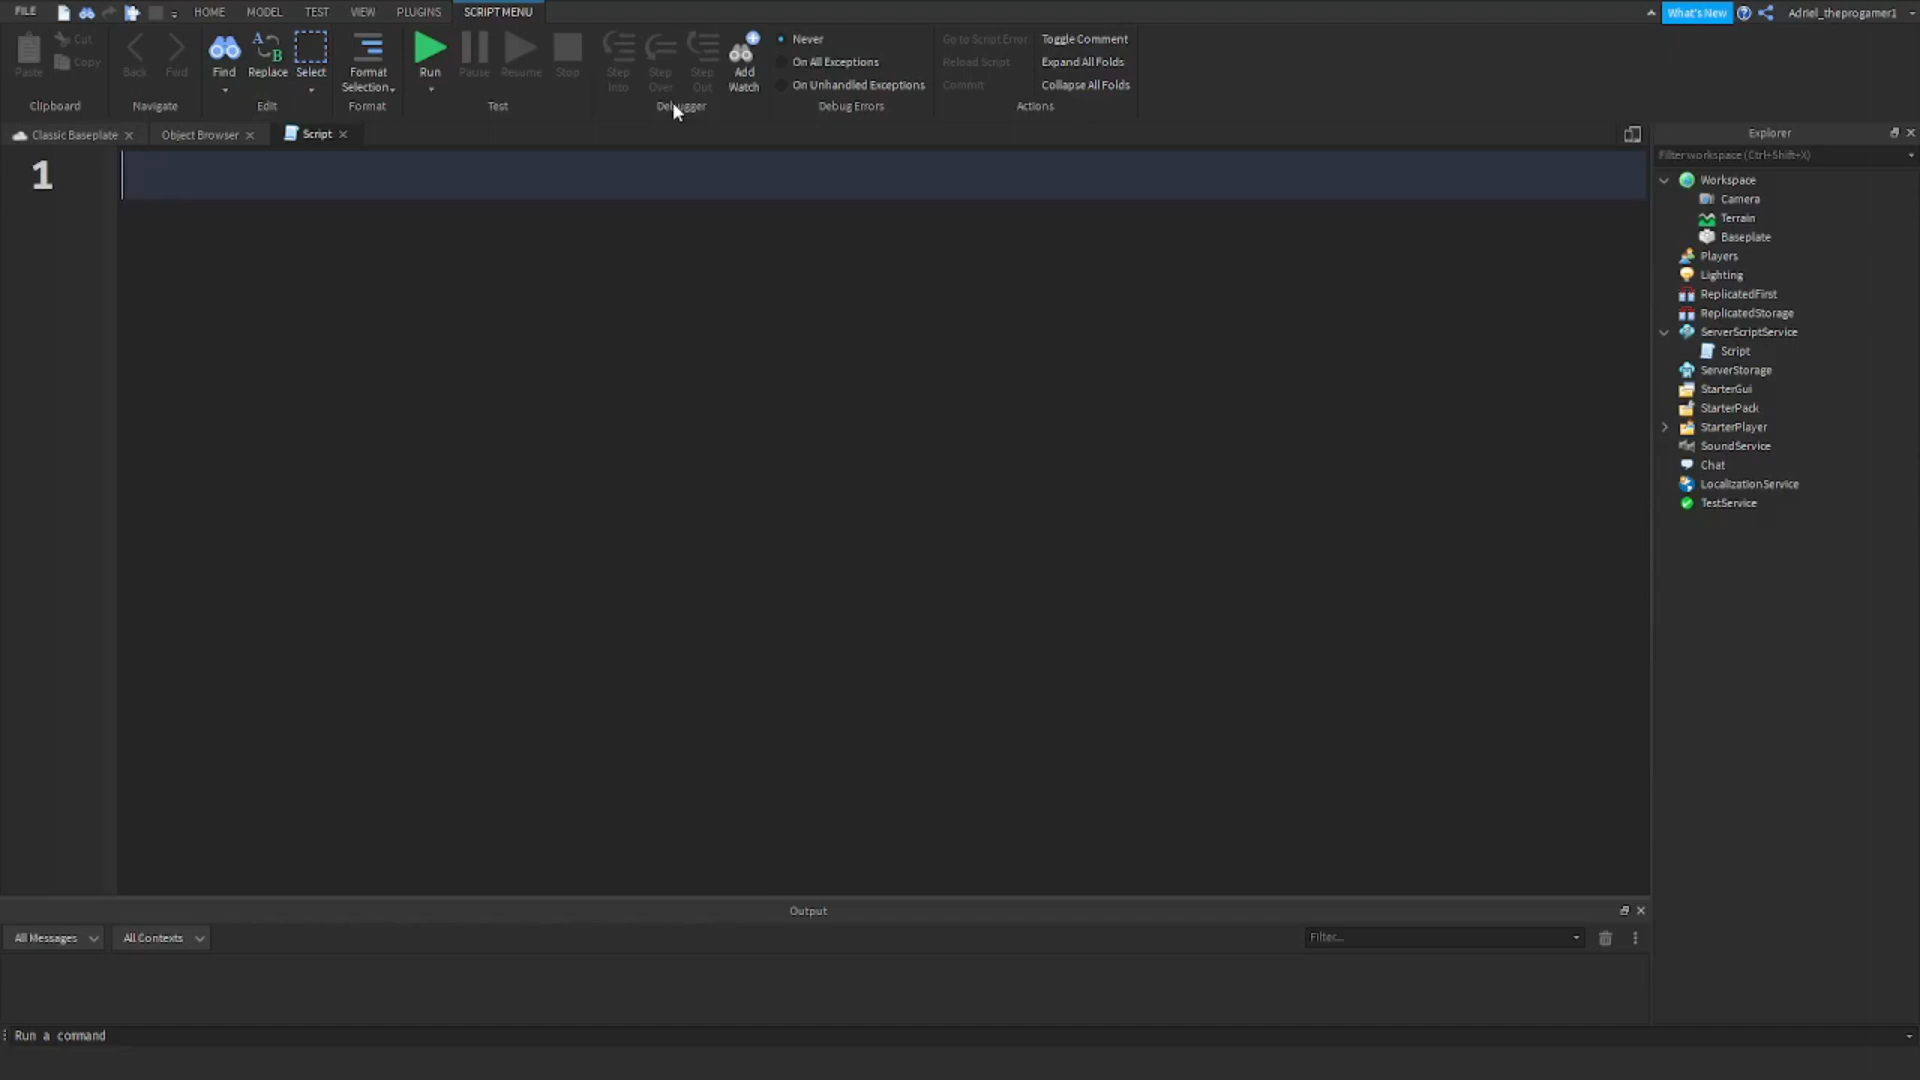 FILE HOME MODEL TEST VIEW PLUGINS SCRIPT MENU What's New Adriel_theprogamer1
Paste Cut Copy
Back Fwd
Find Replace Select
Format Selection
Run Pause Resume Stop
Step Into Step Over Step Out Add Watch
Never
On All Exceptions
On Unhandled Exceptions
Go to Script Error
Reload Script
Commit
Toggle Comment
Expand All Folds
Collapse All Folds
Clipboard Navigate Edit Format Test Debugger Debug Errors Actions
Classic Baseplate Object Browser Script
1
Explorer
Filter workspace (Ctrl+Shift+X)
Workspace
Camera
Terrain
Baseplate
Players
Lighting
ReplicatedFirst
ReplicatedStorage
ServerScriptService
Script
ServerStorage
StarterGui
StarterPack
StarterPlayer
SoundService
Chat
LocalizationService
TestService
Output
All Messages All Contexts Filter...
Run a command